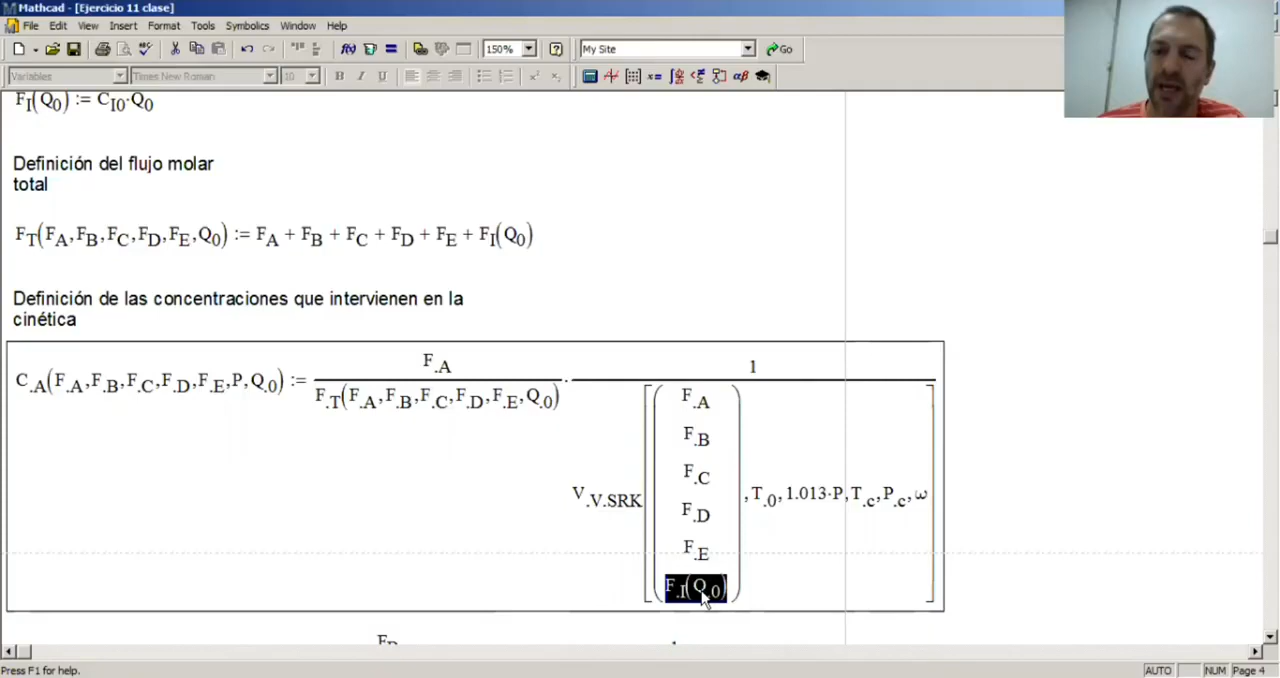 Mathcad - [Ejercicio 11 clase]
File Edit View Insert Format Tools Symbolics Window Help
150% My Site Go
Variables Times New Roman 10 B I U
F_I(Q_0) := C_I0·Q_0
Definición del flujo molar
total
F_T(F_A,F_B,F_C,F_D,F_E,Q_0) := F_A + F_B + F_C + F_D + F_E + F_I(Q_0)
Definición de las concentraciones que intervienen en la
cinética
F.A 1
C.A(F.A,F.B,F.C,F.D,F.E,P,Q.0) := ·
F.T(F.A,F.B,F.C,F.D,F.E,Q.0)
F.A
F.B
F.C
V.V.SRK ,T.0,1.013·P,T.c,P.c,ω
F.D
F.E
F.I(Q.0)
Press F1 for help. AUTO NUM Page 4